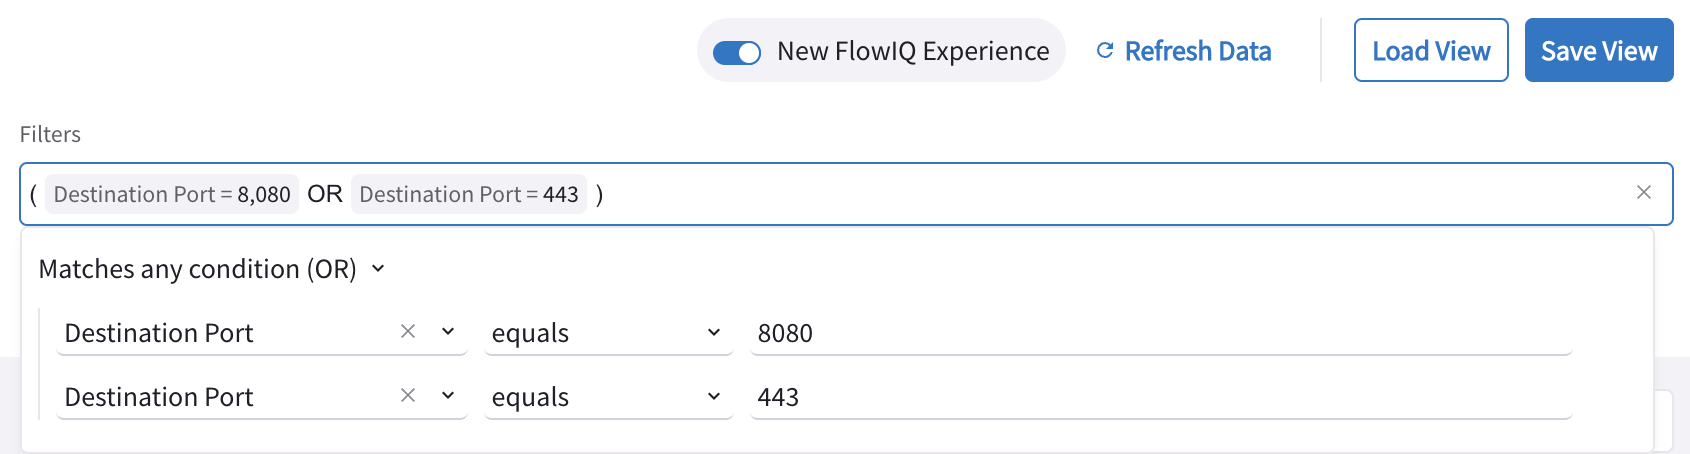 New FlowIQ Experience Refresh Data Load View Save View
Filters
( Destination Port = 8,080 OR Destination Port = 443 )
Matches any condition (OR)
Destination Port equals 8080
Destination Port equals 443